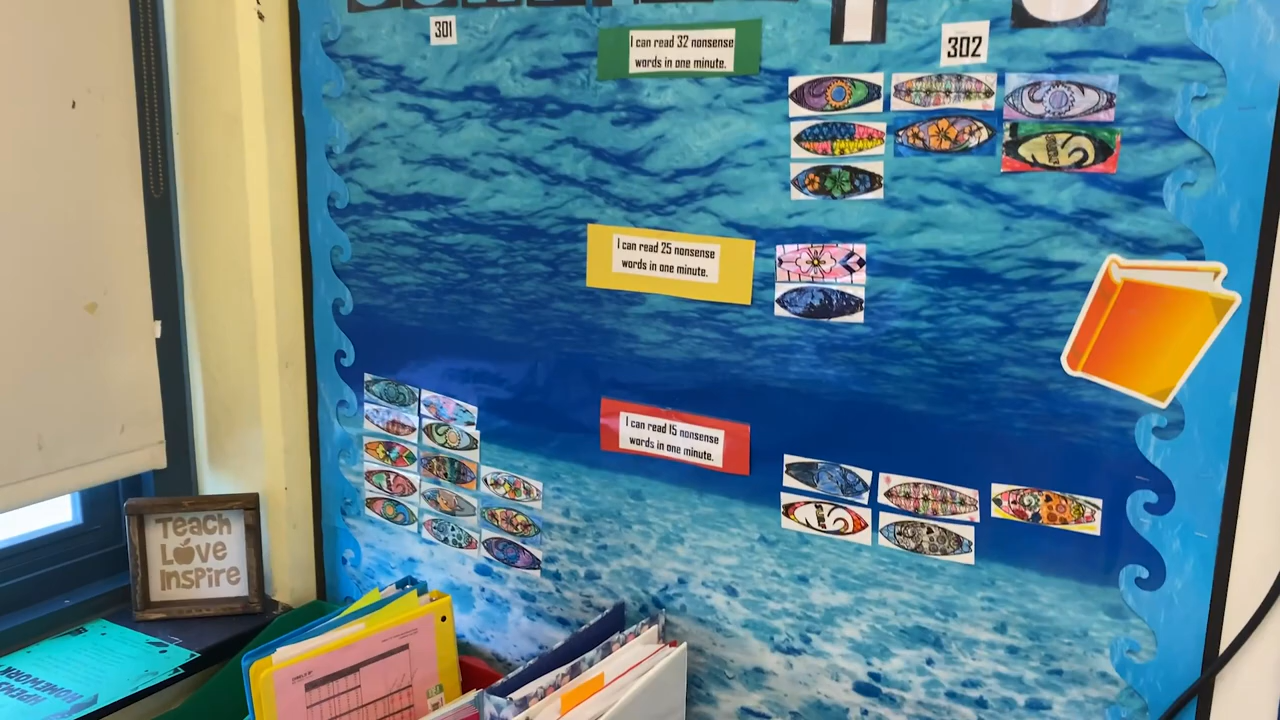 301
I can read 32 nonsense
words in one minute.
302
I can read 25 nonsense
words in one minute.
I can read 15 nonsense
words in one minute.
Teach
Love
Inspire
HOMEWORK